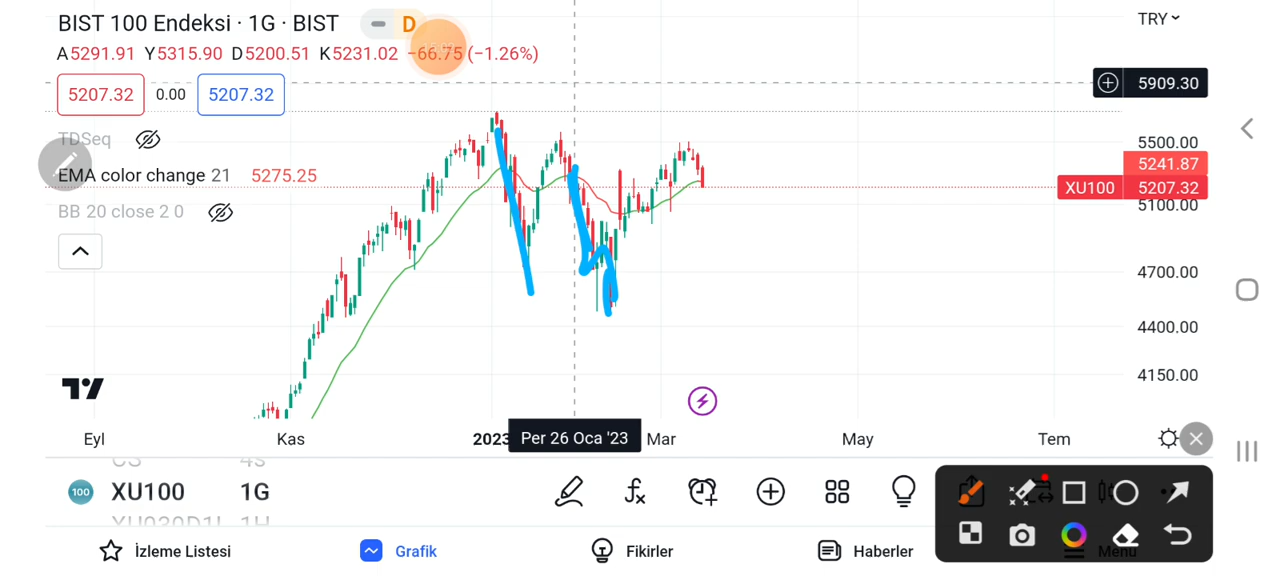 BIST 100 Endeksi · 1G · BIST
D
TRY
A5291.91 Y5315.90 D5200.51 K5231.02 −66.75 (−1.26%)
5909.30
5207.32 0.00 5207.32
TDSeq
5500.00
EMA color change 21 5275.25
5241.87
XU100 5207.32
5100.00
BB 20 close 2 0
4700.00
4400.00
4150.00
Eyl Kas 2023 Per 26 Oca '23 Mar May Tem
100 XU100 1G
İzleme Listesi Grafik Fikirler Haberler Menü